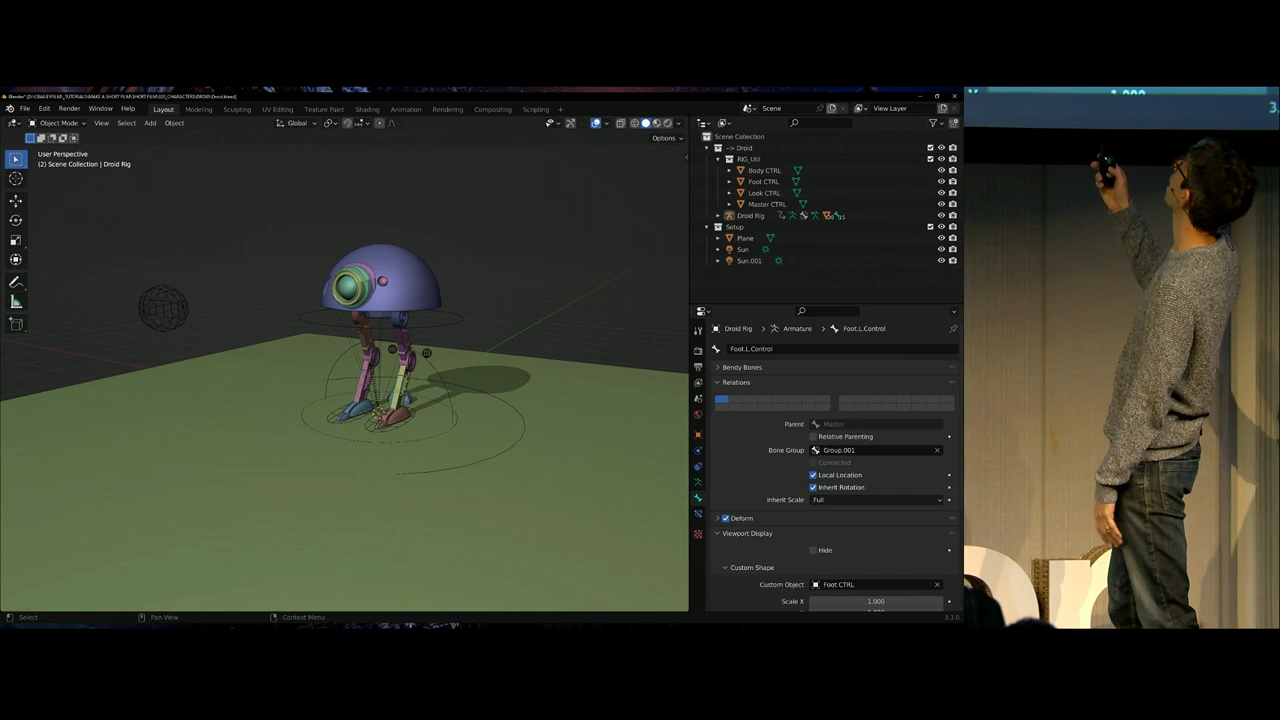 File Edit Render Window Help Layout Modeling Sculpting UV Editing Texture Paint Shading Animation Rendering Compositing Scripting + Scene View Layer
Object Mode View Select Add Object Global
Options
User Perspective
(2) Scene Collection | Droid Rig
Scene Collection
--> Droid
RIG_Util
Body CTRL
Foot CTRL
Look CTRL
Master CTRL
Droid Rig
Setup
Plane
Sun
Sun.001
Droid Rig > Armature > Foot.L.Control
Foot.L.Control
Bendy Bones
Relations
Parent Master
Relative Parenting
Bone Group Group.001
Connected
Local Location
Inherit Rotation
Inherit Scale Full
Deform
Viewport Display
Hide
Custom Shape
Custom Object Foot CTRL
Scale X 1.000
Select Pan View Context Menu 3.3.0